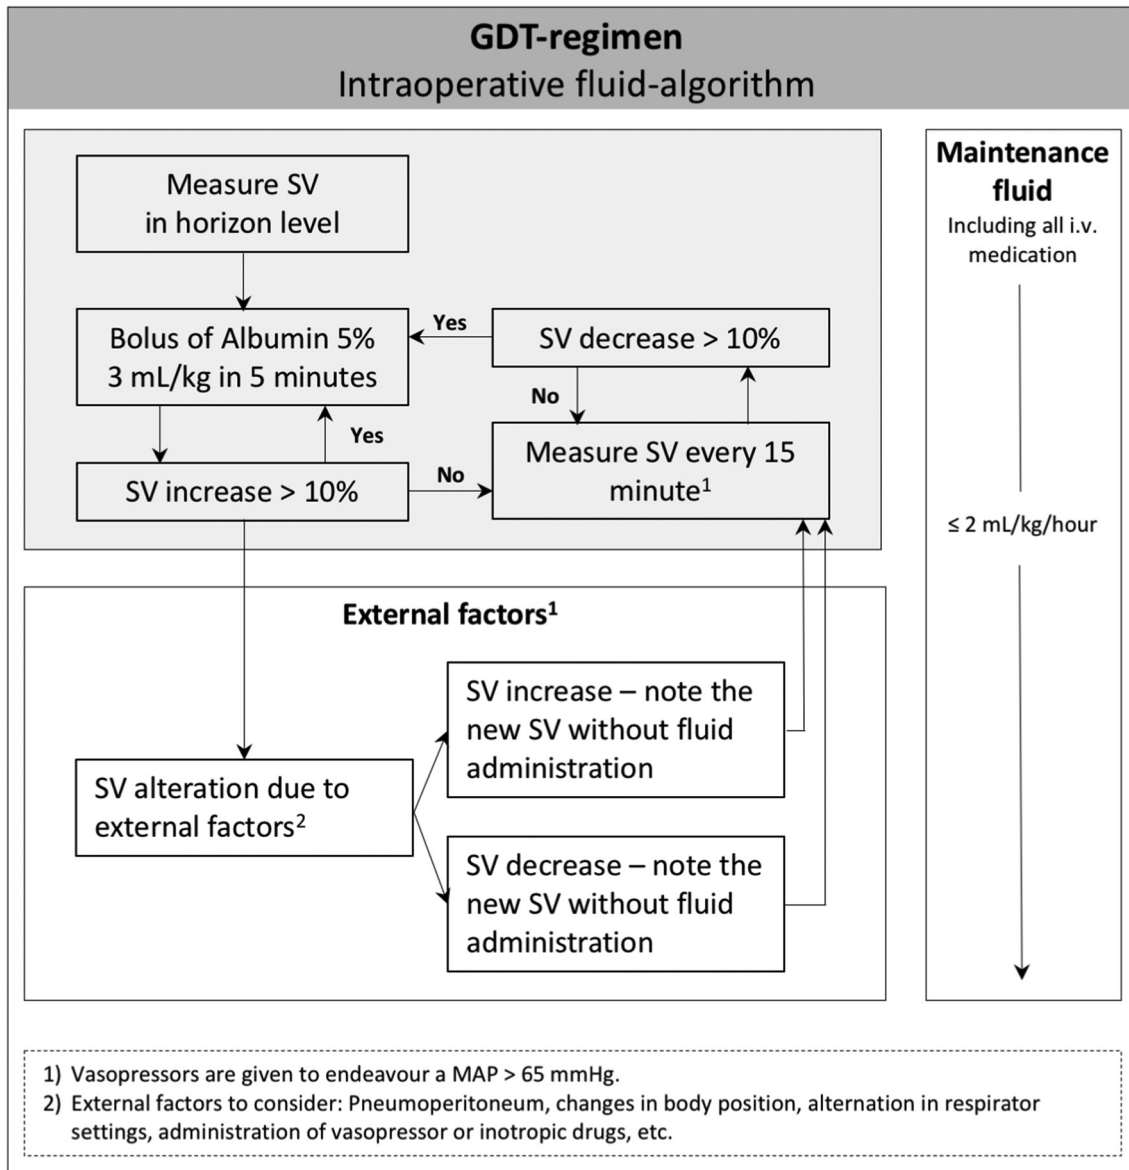 GDT-regimen
Intraoperative fluid-algorithm
Measure SV
in horizon level
Bolus of Albumin 5%
3 mL/kg in 5 minutes
Yes
SV decrease > 10%
No
Yes
SV increase > 10%
No
Measure SV every 15
minute¹
External factors¹
SV alteration due to
external factors²
SV increase – note the
new SV without fluid
administration
SV decrease – note the
new SV without fluid
administration
Maintenance
fluid
Including all i.v.
medication
≤ 2 mL/kg/hour
1) Vasopressors are given to endeavour a MAP > 65 mmHg.
2) External factors to consider: Pneumoperitoneum, changes in body position, alternation in respirator
settings, administration of vasopressor or inotropic drugs, etc.